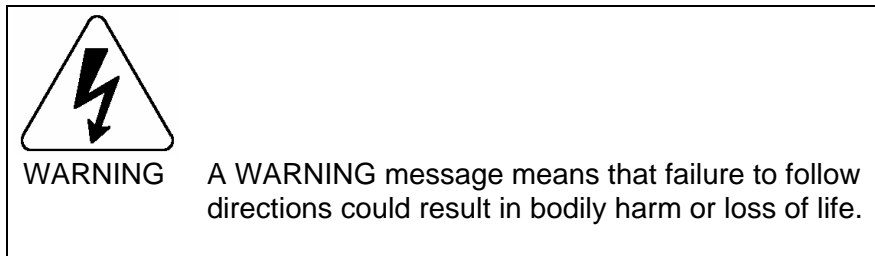 WARNING A WARNING message means that failure to follow
directions could result in bodily harm or loss of life.